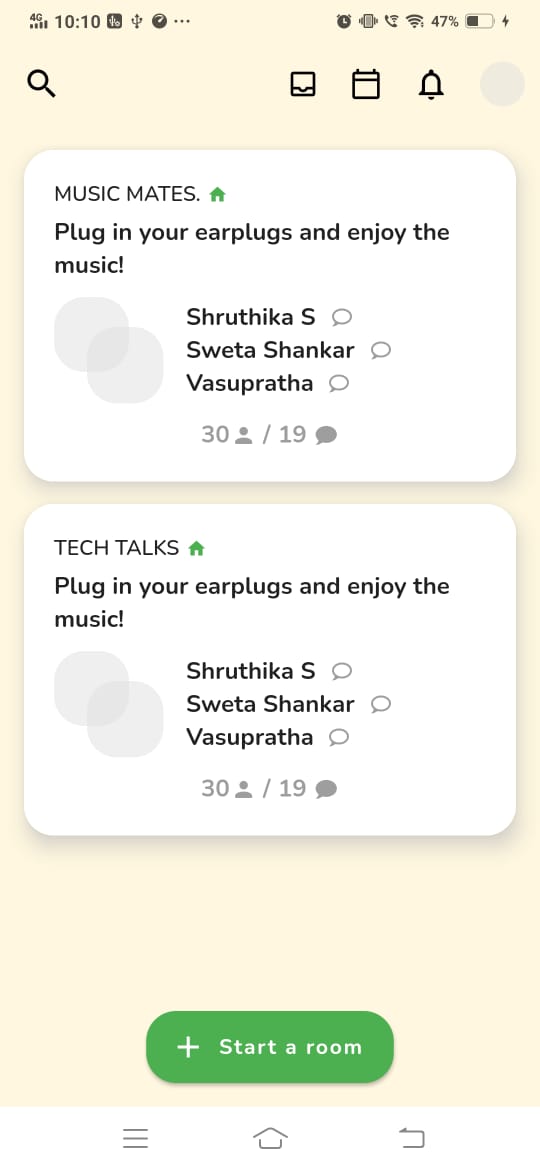 4G 10:10 47%
MUSIC MATES.
Plug in your earplugs and enjoy the
music!
Shruthika S
Sweta Shankar
Vasupratha
30 / 19
TECH TALKS
Plug in your earplugs and enjoy the
music!
Shruthika S
Sweta Shankar
Vasupratha
30 / 19
+ Start a room